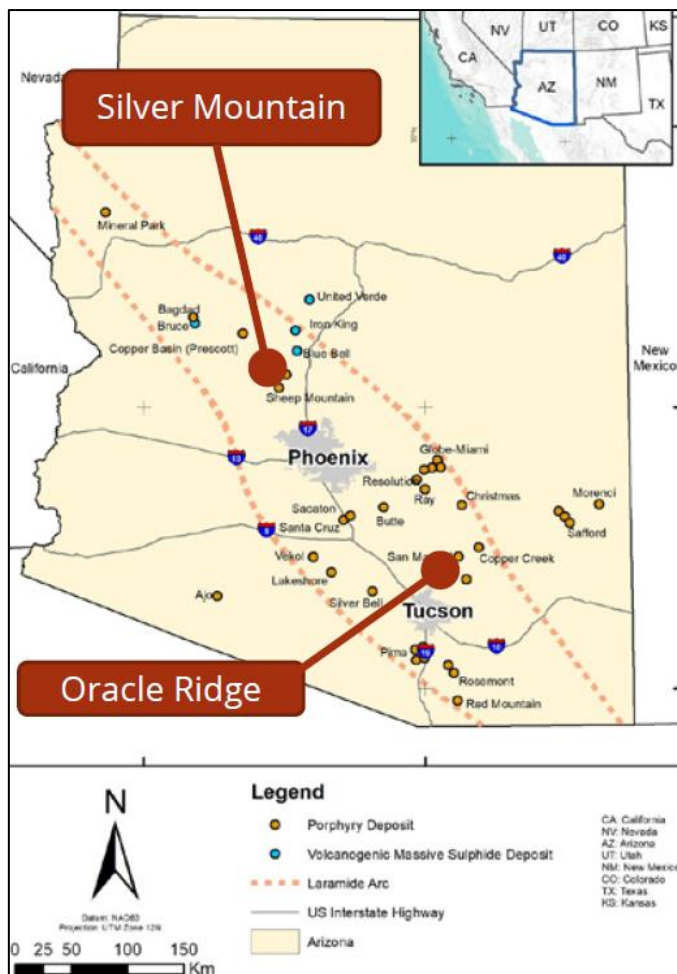 NV
UT
CO
KS
CA
AZ
NM
TX
Nevada
Silver Mountain
Mineral Park
40
40
United Verde
Bagdad
Bruce
Iron King
Copper Basin (Prescott)
Blue Bell
California
New
Mexico
Sheep Mountain
17
Phoenix
10
Globe-Miami
Resolution
Ray
Christmas
Morenci
Sacaton
Butte
Safford
Santa Cruz
8
Vekol
San Ma
Copper Creek
Lakeshore
Ajo
Silver Bell
Tucson
Pima
19
10
Oracle Ridge
Rosemont
Red Mountain
N
Legend
Porphyry Deposit
Volcanogenic Massive Sulphide Deposit
Laramide Arc
US Interstate Highway
Arizona
CA: California
NV: Nevada
AZ: Arizona
UT: Utah
NM: New Mexico
CO: Colorado
TX: Texas
KS: Kansas
Datum: NAD83
Projection: UTM Zone 12N
0 25 50 100 150
Km